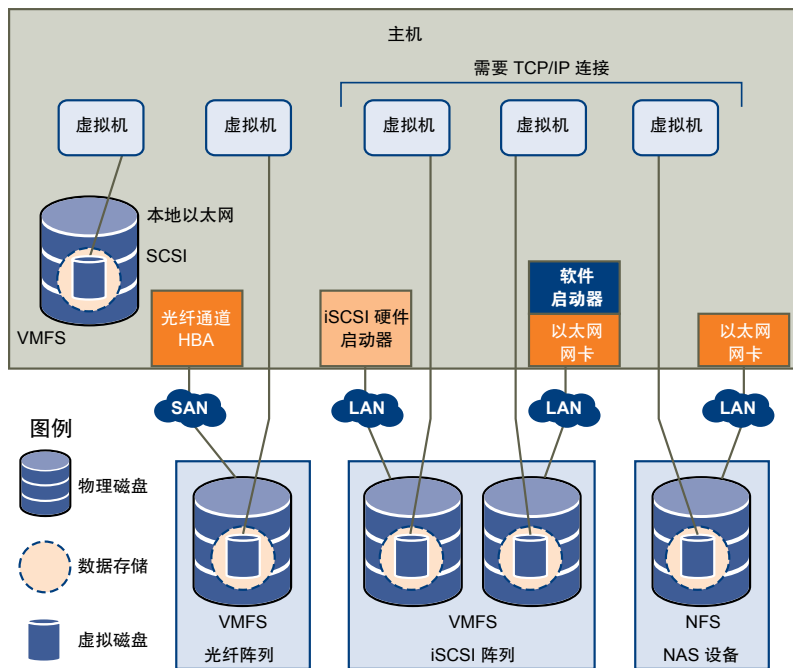 主机
需要 TCP/IP 连接
虚拟机
虚拟机
虚拟机
虚拟机
虚拟机
本地以太网
SCSI
VMFS
光纤通道
HBA
iSCSI 硬件
启动器
软件
启动器
以太网
网卡
以太网
网卡
SAN
LAN
LAN
LAN
图例
物理磁盘
数据存储
虚拟磁盘
VMFS
光纤阵列
VMFS
iSCSI 阵列
NFS
NAS 设备